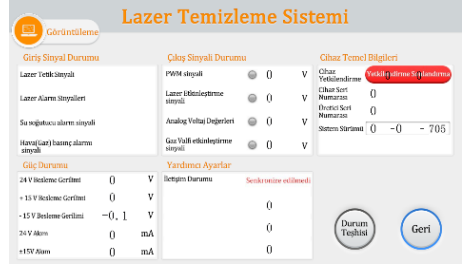 Lazer Temizleme Sistemi
Görüntüleme
Giriş Sinyal Durumu
Lazer Tetik Sinyali
Lazer Alarm Sinyalleri
Su soğutucu alarm sinyali
Hava(Gaz) basınç alarmı
sinyali
Çıkış Sinyali Durumu
PWM sinyali 0 V
Lazer Etkinleştirme
sinyali 0 V
Analog Voltaj Değerleri 0 V
Gaz Valfi etkinleştirme
sinyali 0 V
Cihaz Temel Bilgileri
Cihaz
Yetkilendirme
Cihaz Seri
Numarası 0
Üretici Seri
Numarası 0
Sistem Sürümü 0 -0 - 705
Güç Durumu
24 V Besleme Gerilimi 0 V
+ 15 V Besleme Gerilimi 0 V
- 15 V Besleme Gerilimi -0.1 V
24 V Akım 0 mA
±15V Akım 0 mA
Yardımcı Ayarlar
İletişim Durumu Senkronize edilmedi
0
0
0
Durum
Teşhisi
Geri